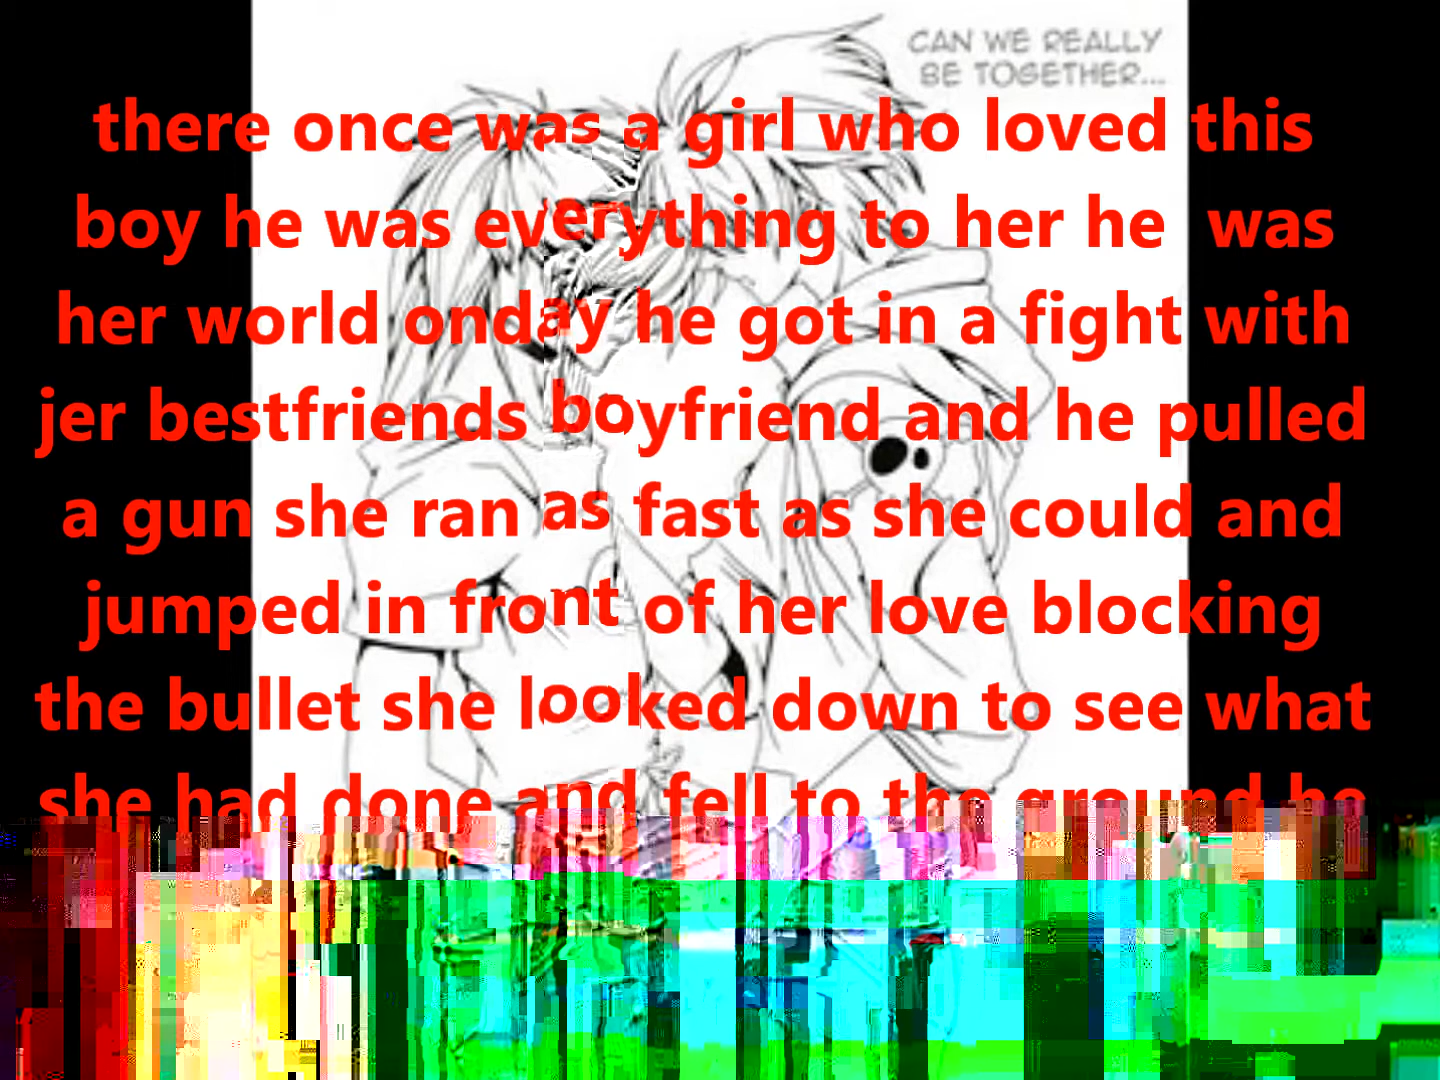 CAN WE REALLY
BE TOGETHER...
there once was a girl who loved this
boy he was everything to her he was
her world onday he got in a fight with
jer bestfriends boyfriend and he pulled
a gun she ran as fast as she could and
jumped in front of her love blocking
the bullet she looked down to see what
she had done and fell to the ground he